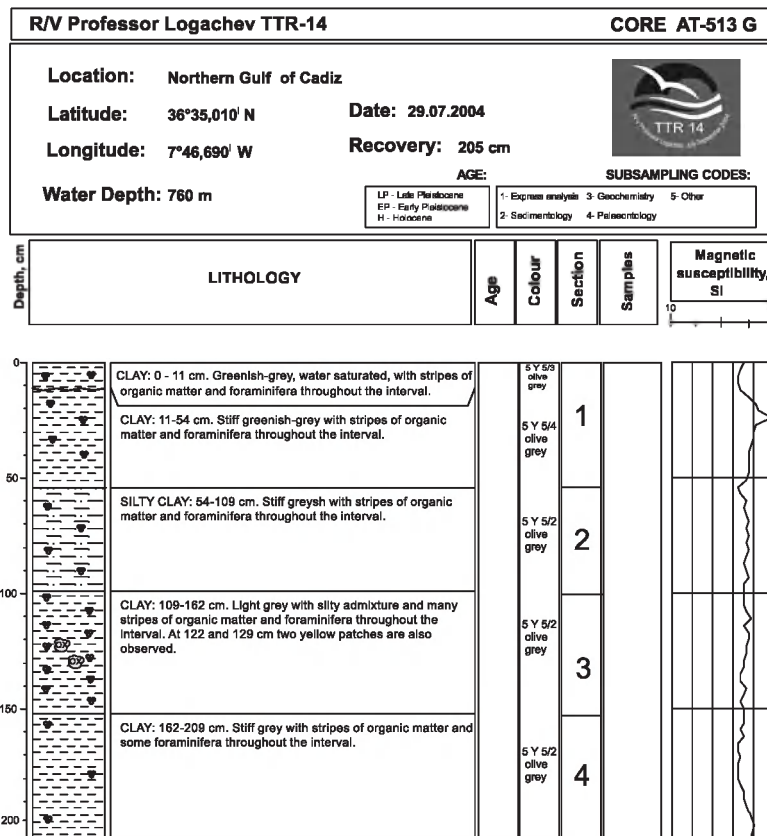 R/V Professor Logachev TTR-14 CORE AT-513 G
Location: Northern Gulf of Cadiz
Latitude: 36°35,010' N Date: 29.07.2004
Longitude: 7°46,690' W Recovery: 205 cm
Water Depth: 760 m
TTR 14
AGE:
LP - Late Pleistocene
EP - Early Pleistocene
H - Holocene
SUBSAMPLING CODES:
1- Express analysis 3- Geochemistry 5- Other
2- Sedimentology 4- Palaeontology
Depth, cm
LITHOLOGY
Age
Colour
Section
Samples
Magnetic
susceptibility,
SI
10
0
50
100
150
200
CLAY: 0 - 11 cm. Greenish-grey, water saturated, with stripes of
organic matter and foraminifera throughout the interval.
CLAY: 11-54 cm. Stiff greenish-grey with stripes of organic
matter and foraminifera throughout the interval.
SILTY CLAY: 54-109 cm. Stiff greysh with stripes of organic
matter and foraminifera throughout the interval.
CLAY: 109-162 cm. Light grey with silty admixture and many
stripes of organic matter and foraminifera throughout the
interval. At 122 and 129 cm two yellow patches are also
observed.
CLAY: 162-209 cm. Stiff grey with stripes of organic matter and
some foraminifera throughout the interval.
OX
OX
5 Y 5/3
olive
grey
5 Y 5/4
olive
grey
5 Y 5/2
olive
grey
5 Y 5/2
olive
grey
5 Y 5/2
olive
grey
1
2
3
4